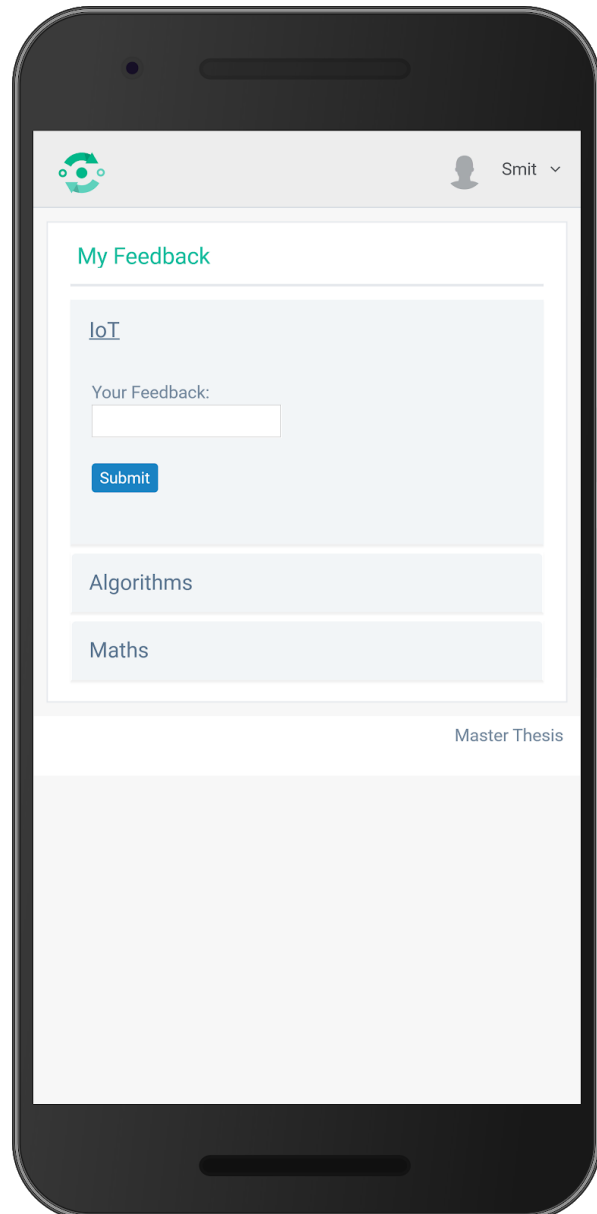 Smit
My Feedback
IoT
Your Feedback:
Submit
Algorithms
Maths
Master Thesis